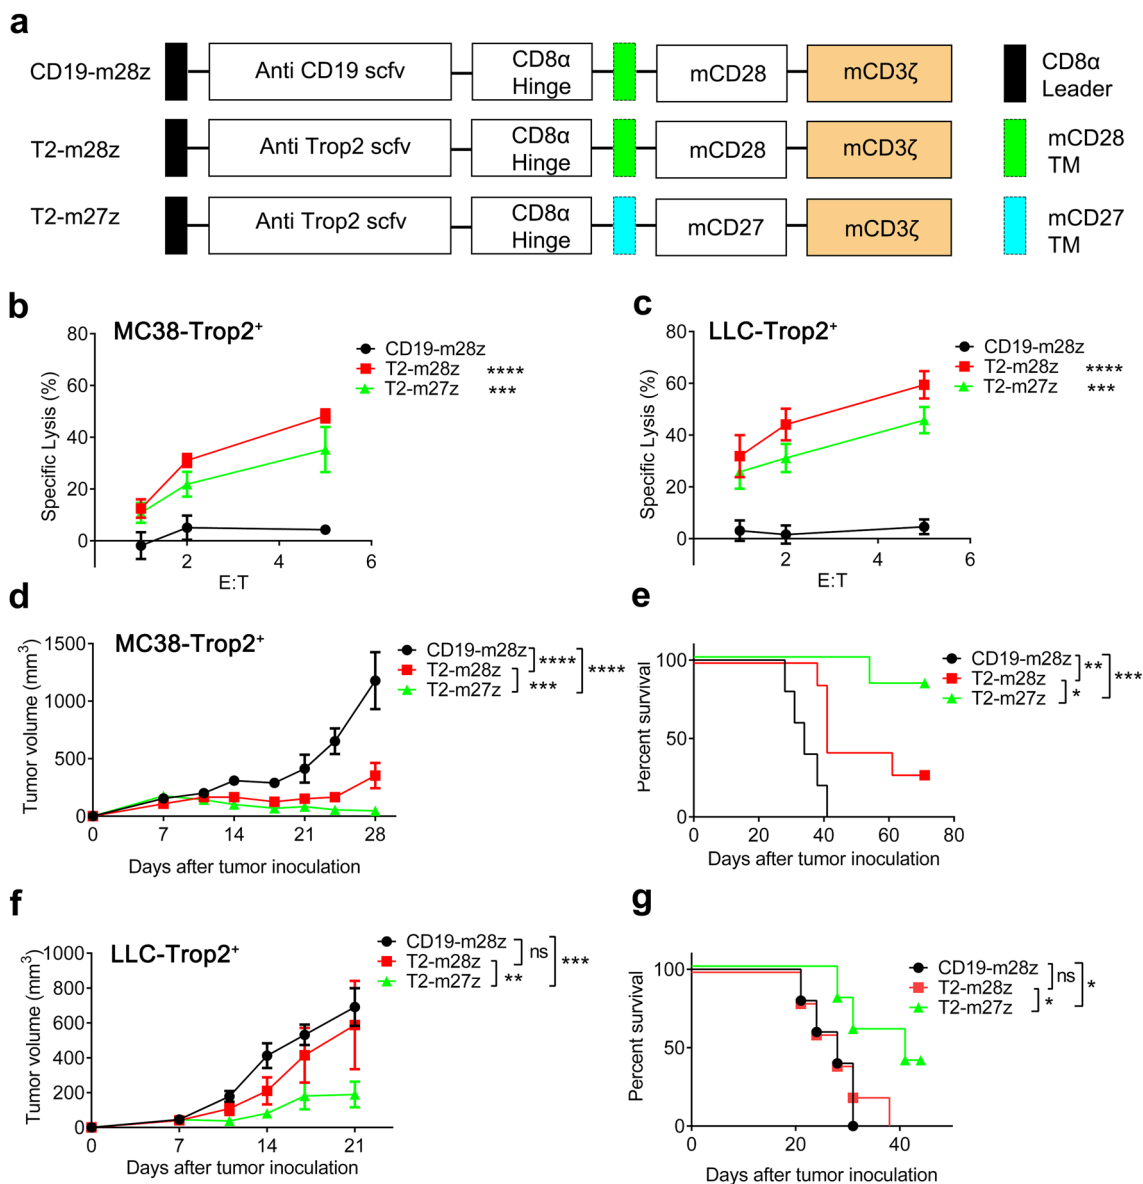 a
CD19-m28z
Anti CD19 scfv
CD8α
Hinge
mCD28
mCD3ζ
CD8α
Leader
T2-m28z
Anti Trop2 scfv
CD8α
Hinge
mCD28
mCD3ζ
mCD28
TM
T2-m27z
Anti Trop2 scfv
CD8α
Hinge
mCD27
mCD3ζ
mCD27
TM
b
MC38-Trop2+
CD19-m28z
T2-m28z ****
T2-m27z ***
Specific Lysis (%)
80
60
40
20
0
2 4 6
E:T
c
LLC-Trop2+
CD19-m28z
T2-m28z ****
T2-m27z ***
Specific Lysis (%)
80
60
40
20
0
2 4 6
E:T
d
MC38-Trop2+
CD19-m28z
T2-m28z
T2-m27z
****
***
****
Tumor volume (mm3)
1500
1000
500
0
0 7 14 21 28
Days after tumor inoculation
e
CD19-m28z
T2-m28z
T2-m27z
**
*
***
Percent survival
100
50
0
0 20 40 60 80
Days after tumor inoculation
f
LLC-Trop2+
CD19-m28z
T2-m28z
T2-m27z
ns
**
***
Tumor volume (mm3)
1000
800
600
400
200
0
0 7 14 21
Days after tumor inoculation
g
CD19-m28z
T2-m28z
T2-m27z
ns
*
*
Percent survival
100
50
0
0 20 40
Days after tumor inoculation